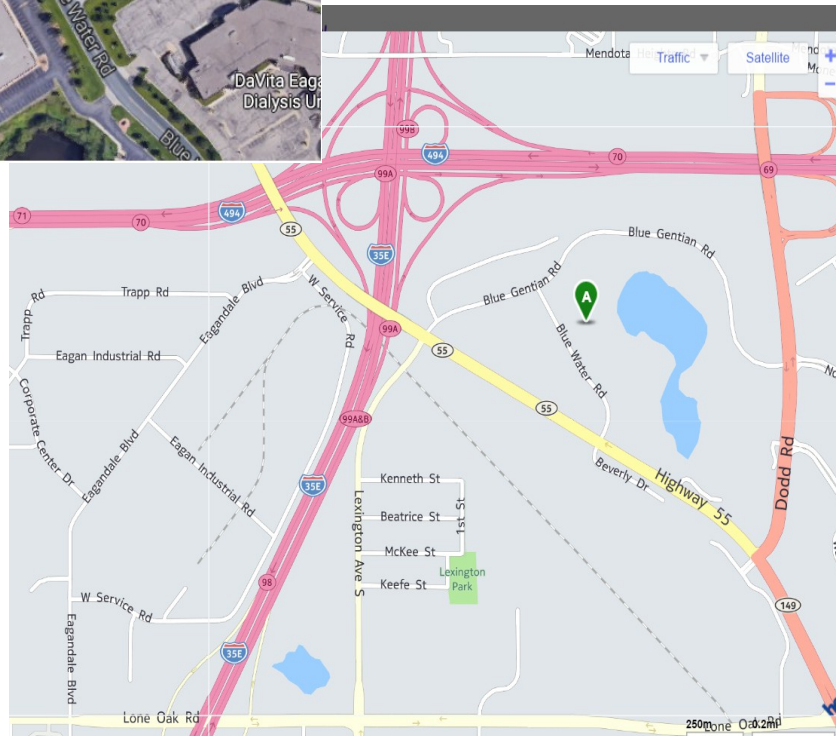 Water Rd
DaVita Eaga
Dialysis Un
Blue
Mendota
Traffic
Satellite
+
−
99B
494
70
99A
69
71
70
494
55
35E
Blue Gentian Rd
Trapp Rd
Eagandale Blvd
W Service Rd
Blue Gentian Rd
A
Trapp Rd
99A
55
Eagan Industrial Rd
Blue Water Rd
Corporate Center Dr
55
99A&B
Eagandale Blvd
Eagan Industrial Rd
Dodd Rd
Beverly Dr
Highway 55
35E
Kenneth St
Lexington Ave S
1st St
Beatrice St
McKee St
Lexington
Park
Keefe St
98
W Service Rd
149
Eagandale Blvd
35E
Lone Oak Rd
250m
0.2mi
Lone Oak Rd